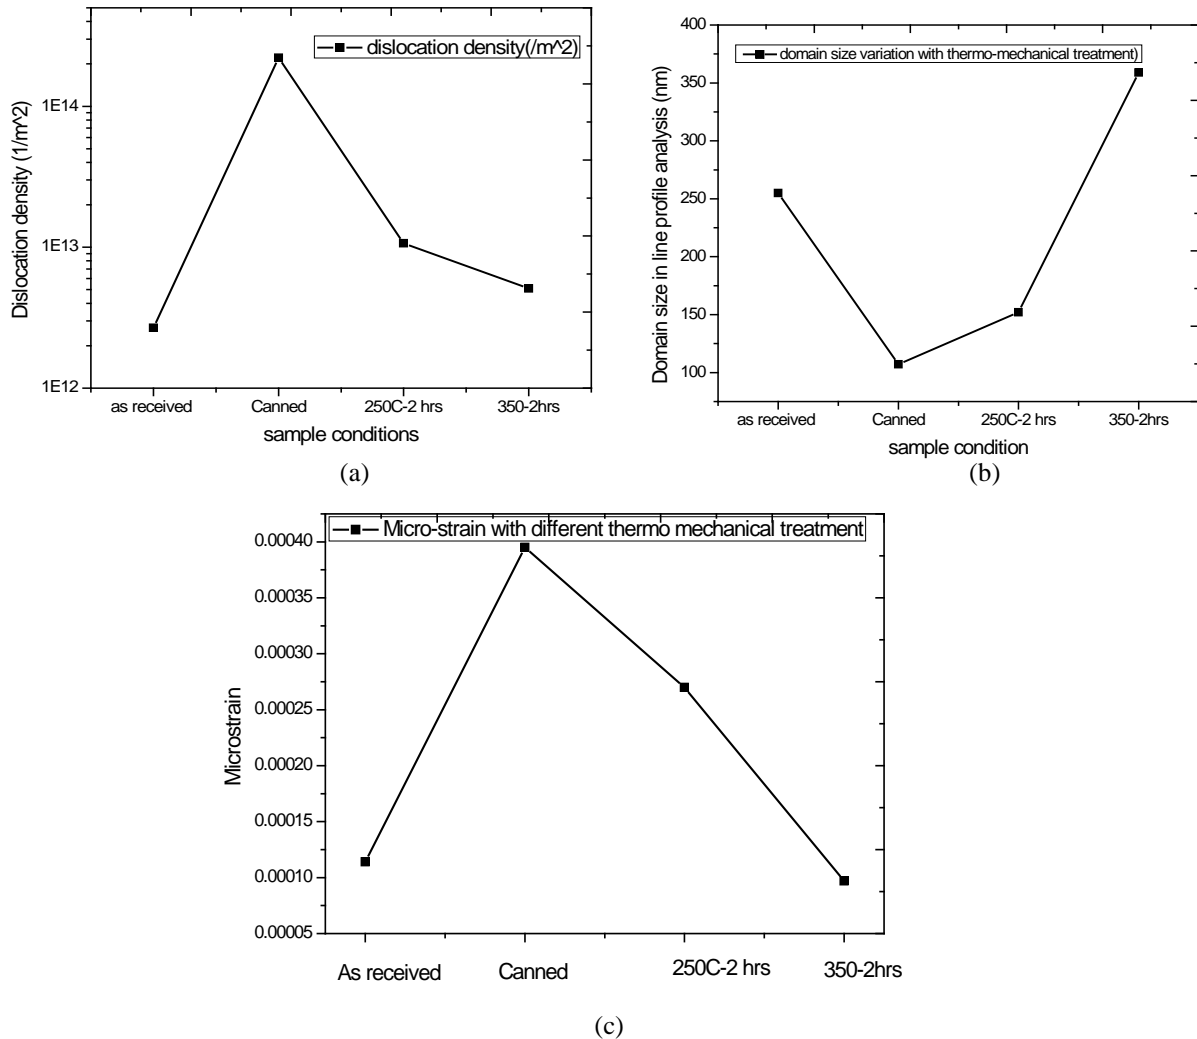 dislocation density(/m^2)
1E14
1E13
1E12
Dislocation density (1/m^2)
as received
Canned
250C-2 hrs
350-2hrs
sample conditions
(a)
domain size variation with thermo-mechanical treatment)
400
350
300
250
200
150
100
Domain size in line profile analysis (nm)
as received
Canned
250C-2 hrs
350-2hrs
sample condition
(b)
Micro-strain with different thermo mechanical treatment
0.00040
0.00035
0.00030
0.00025
0.00020
0.00015
0.00010
0.00005
Microstrain
As received
Canned
250C-2 hrs
350-2hrs
(c)